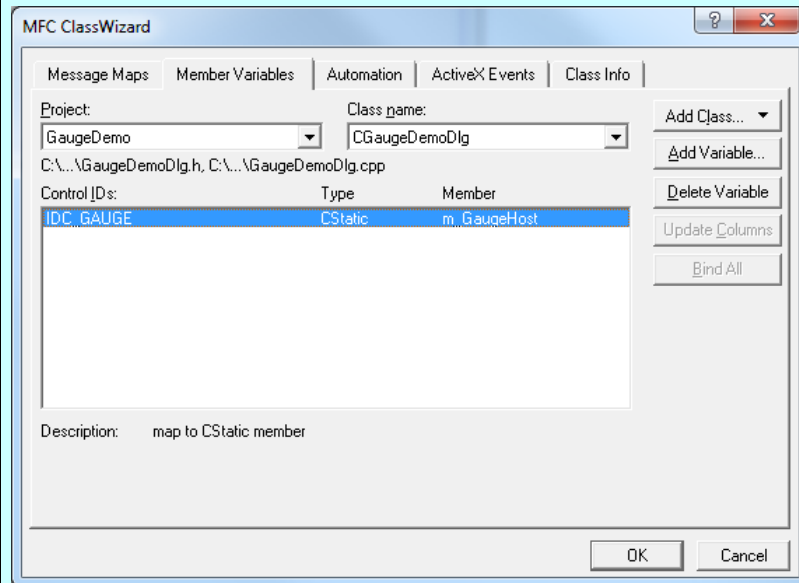 MFC ClassWizard
Message Maps Member Variables Automation ActiveX Events Class Info
Project: Class name:
GaugeDemo CGaugeDemoDlg
C:\...\GaugeDemoDlg.h, C:\...\GaugeDemoDlg.cpp
Control IDs: Type Member
IDC_GAUGE CStatic m_GaugeHost
Description: map to CStatic member
Add Class...
Add Variable...
Delete Variable
Update Columns
Bind All
OK Cancel